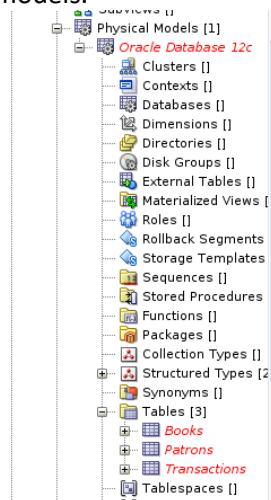 models.
Subviews []
Physical Models [1]
Oracle Database 12c
Clusters []
Contexts []
Databases []
Dimensions []
Directories []
Disk Groups []
External Tables []
Materialized Views [
Roles []
Rollback Segments
Storage Templates
Sequences []
Stored Procedures
Functions []
Packages []
Collection Types []
Structured Types [2
Synonyms []
Tables [3]
Books
Patrons
Transactions
Tablespaces []